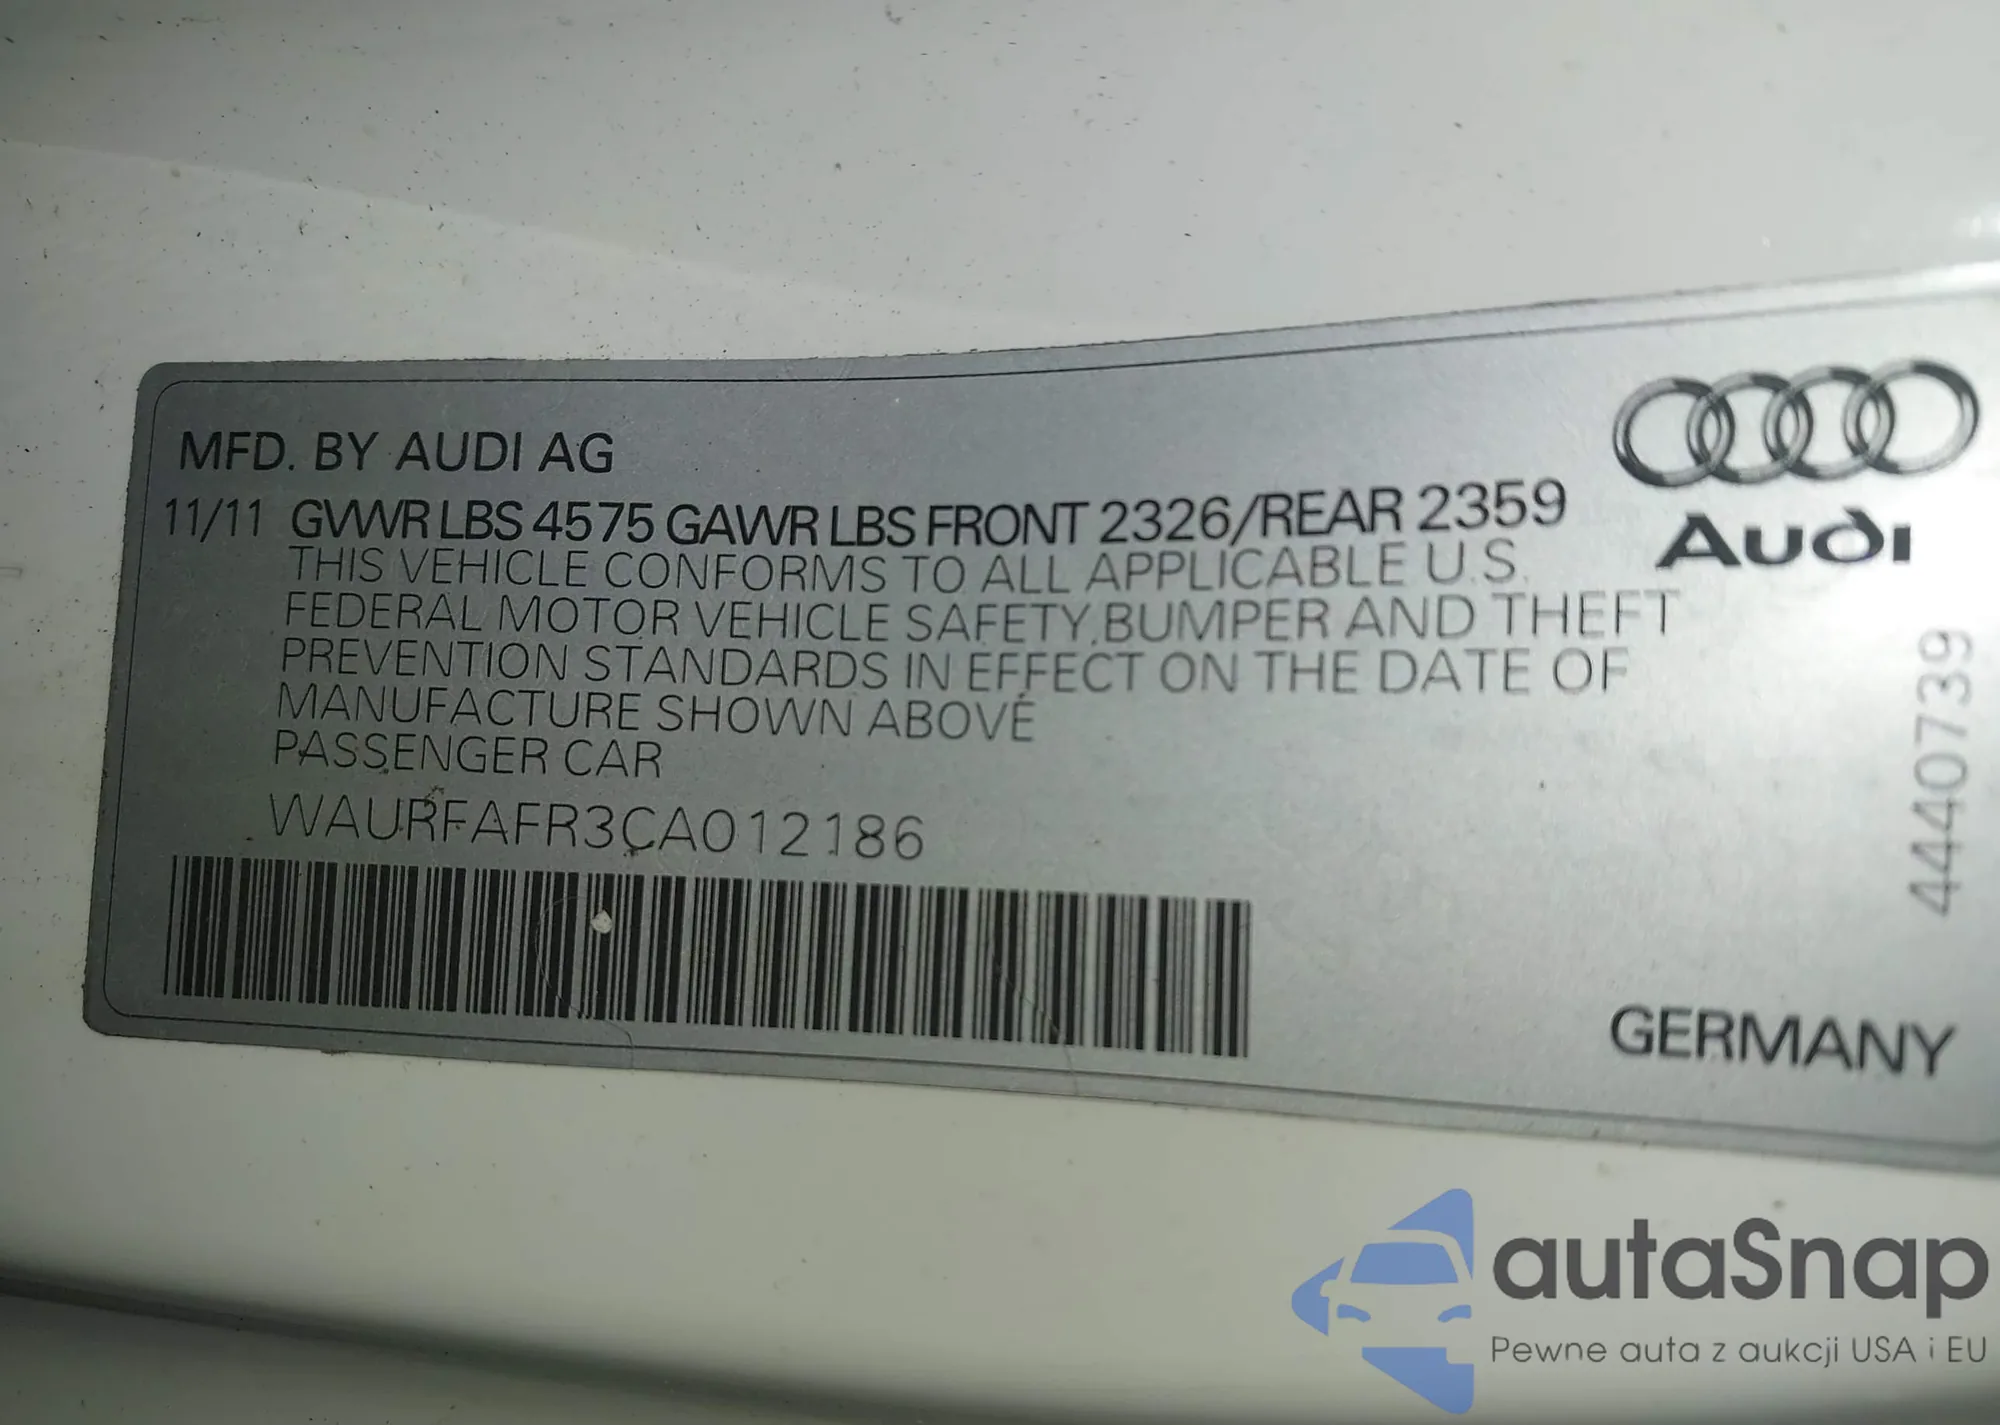 MFD. BY AUDI AG
11/11 GVWR LBS 4575 GAWR LBS FRONT 2326/REAR 2359
THIS VEHICLE CONFORMS TO ALL APPLICABLE U.S.
FEDERAL MOTOR VEHICLE SAFETY, BUMPER AND THEFT
PREVENTION STANDARDS IN EFFECT ON THE DATE OF
MANUFACTURE SHOWN ABOVE
PASSENGER CAR
WAURFAFR3CA012186
Audi
4440739
GERMANY
autaSnap
Pewne auta z aukcji USA i EU